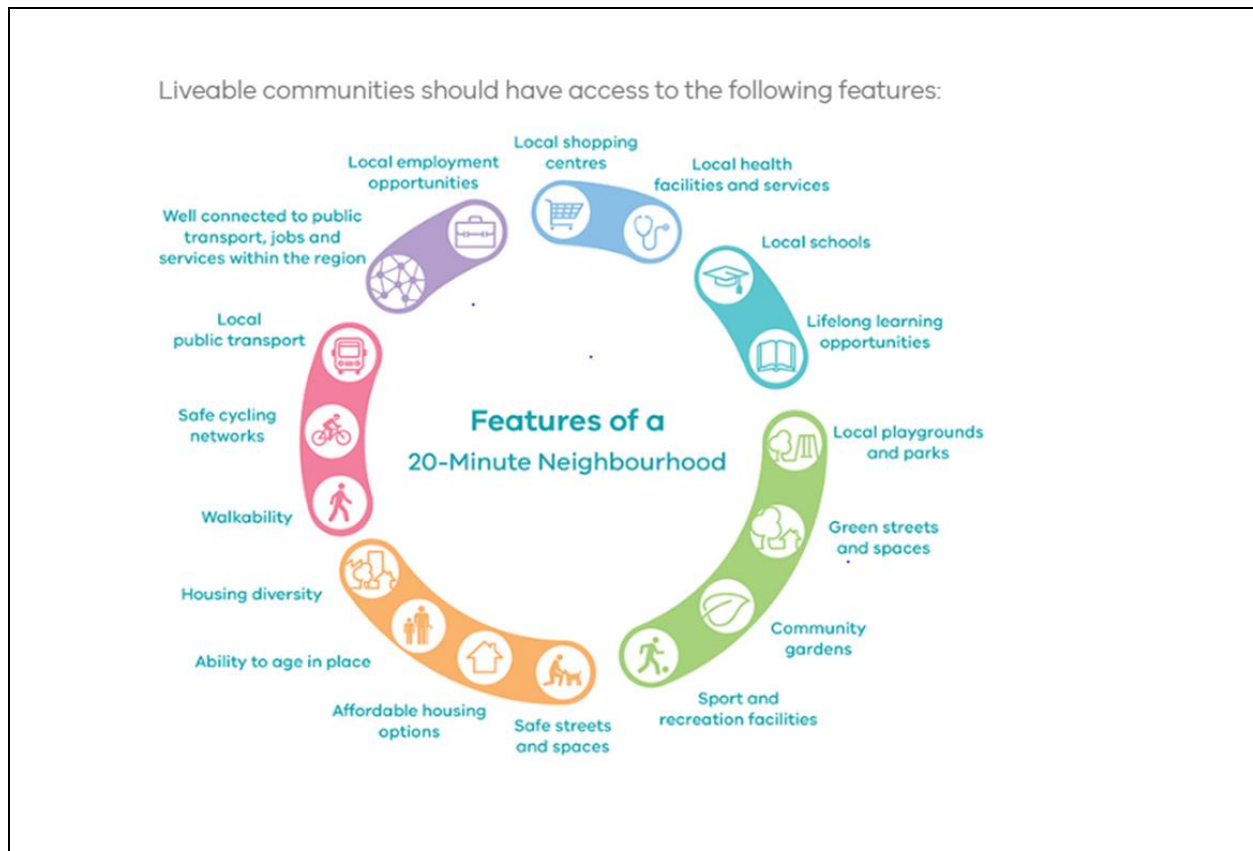 Liveable communities should have access to the following features:
Local shopping
centres
Local health
facilities and services
Local schools
Lifelong learning
opportunities
Local playgrounds
and parks
Green streets
and spaces
Community
gardens
Sport and
recreation facilities
Safe streets
and spaces
Affordable housing
options
Ability to age in place
Housing diversity
Walkability
Safe cycling
networks
Local
public transport
Well connected to public
transport, jobs and
services within the region
Local employment
opportunities
Features of a
20-Minute Neighbourhood